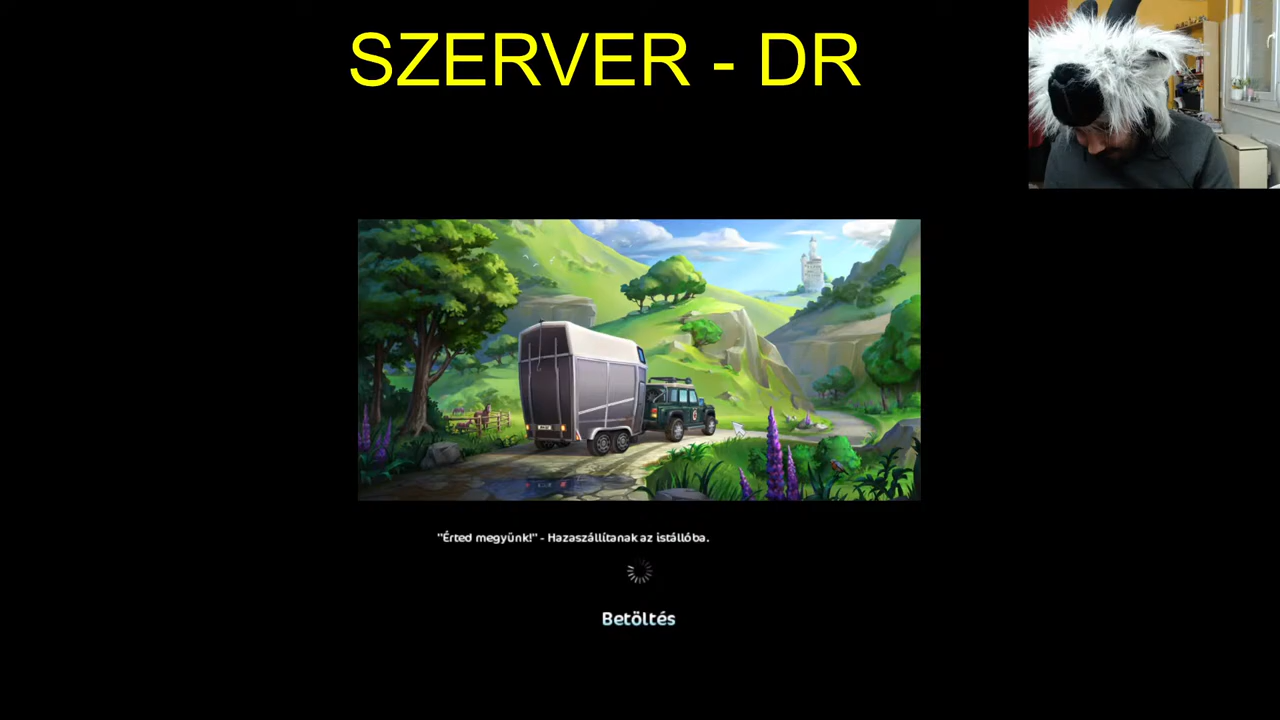 SZERVER - DR
"Érted megyünk!" - Hazaszállítanak az istállóba.
Betöltés